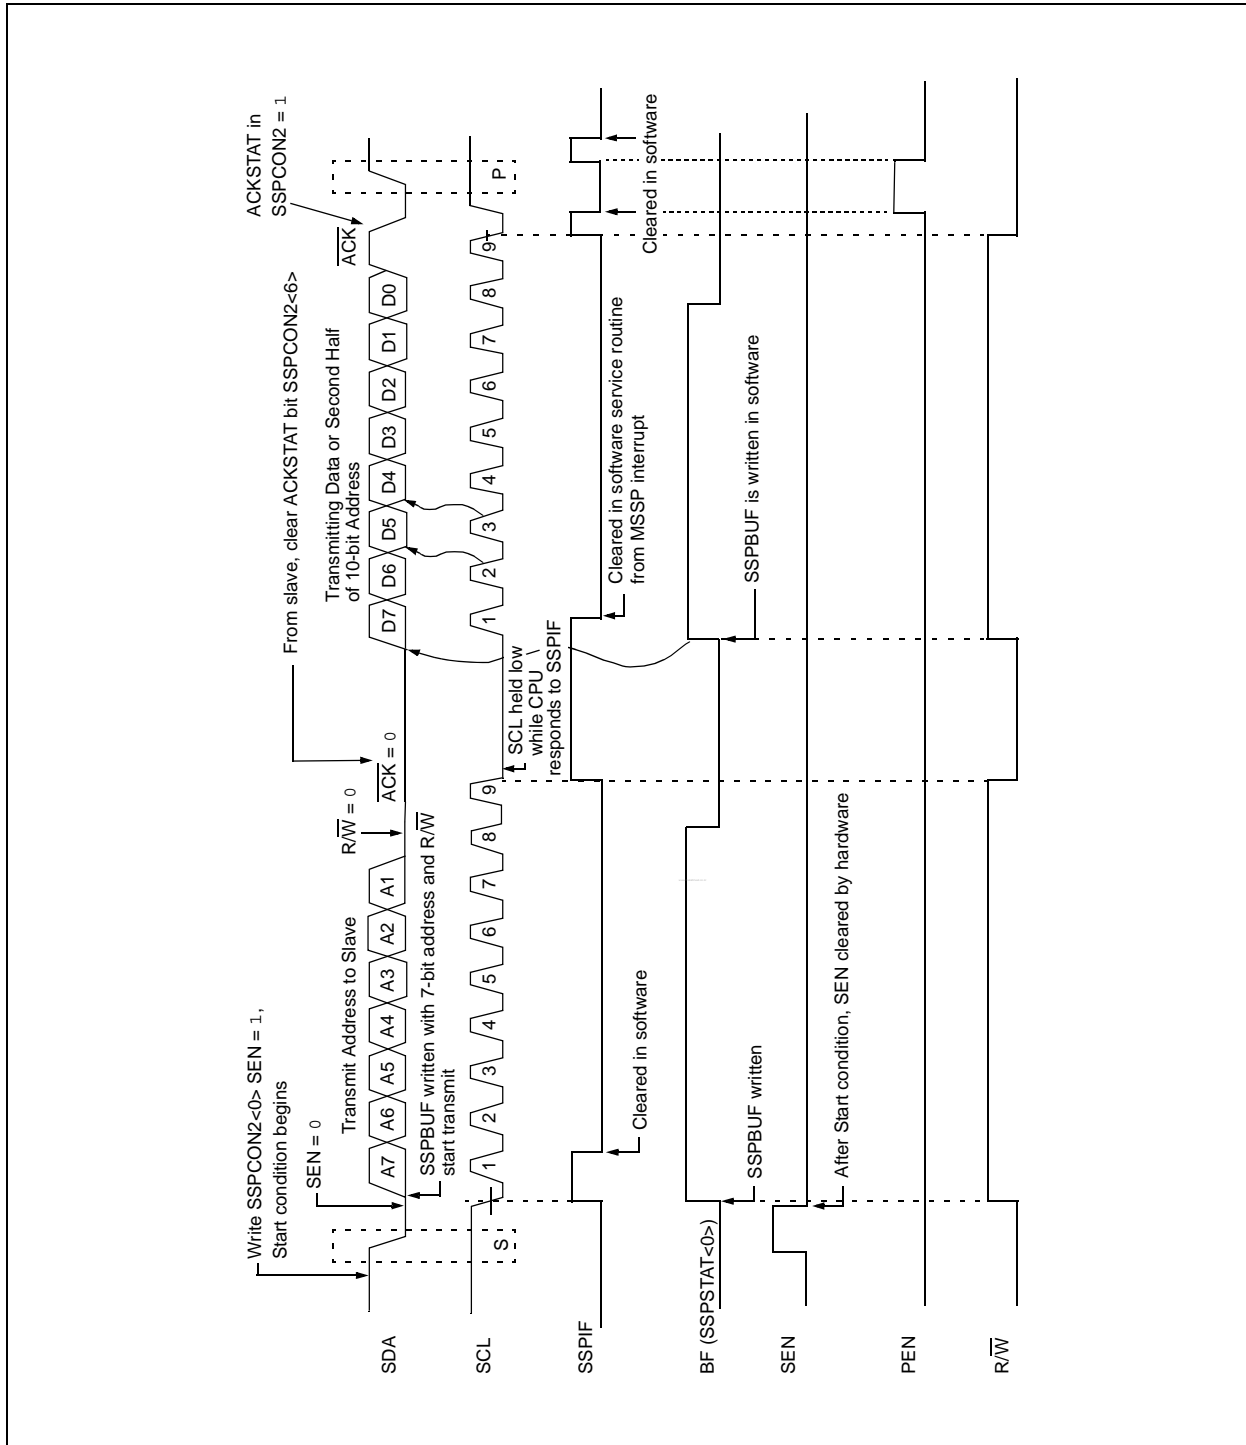 Write SSPCON2<0> SEN = 1,
Start condition begins
SEN = 0
Transmit Address to Slave
R/W = 0
From slave, clear ACKSTAT bit SSPCON2<6>
ACK = 0
Transmitting Data or Second Half
of 10-bit Address
ACKSTAT in
SSPCON2 = 1
ACK
SDA
A7 A6 A5 A4 A3 A2 A1
D7 D6 D5 D4 D3 D2 D1 D0
SSPBUF written with 7-bit address and R/W
start transmit
SCL
S
1 2 3 4 5 6 7 8 9
1 2 3 4 5 6 7 8 9
P
SCL held low
while CPU
responds to SSPIF
SSPIF
Cleared in software
Cleared in software service routine
from MSSP interrupt
Cleared in software
Cleared in software
BF (SSPSTAT<0>)
SSPBUF written
SSPBUF is written in software
SEN
After Start condition, SEN cleared by hardware
PEN
R/W